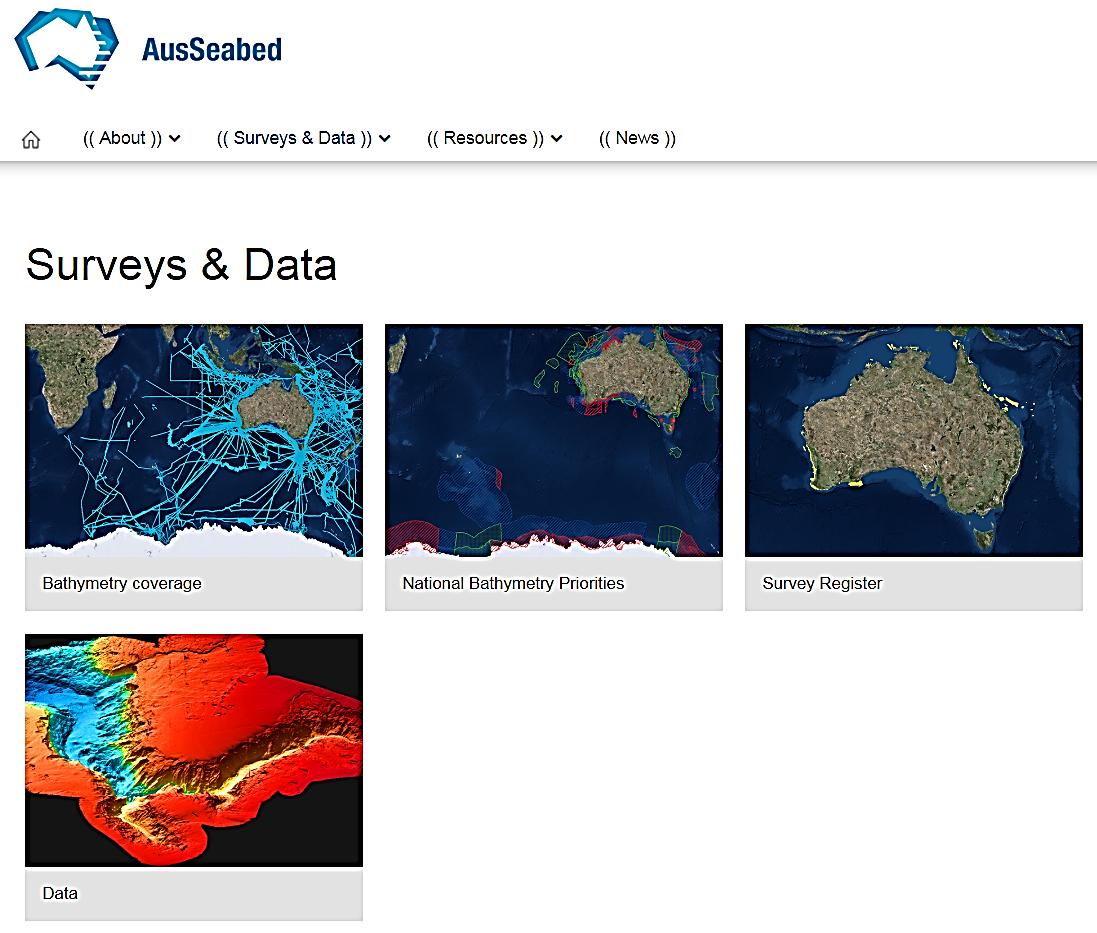 AusSeabed
(( About )) (( Surveys & Data )) (( Resources )) (( News ))
Surveys & Data
Bathymetry coverage
National Bathymetry Priorities
Survey Register
Data